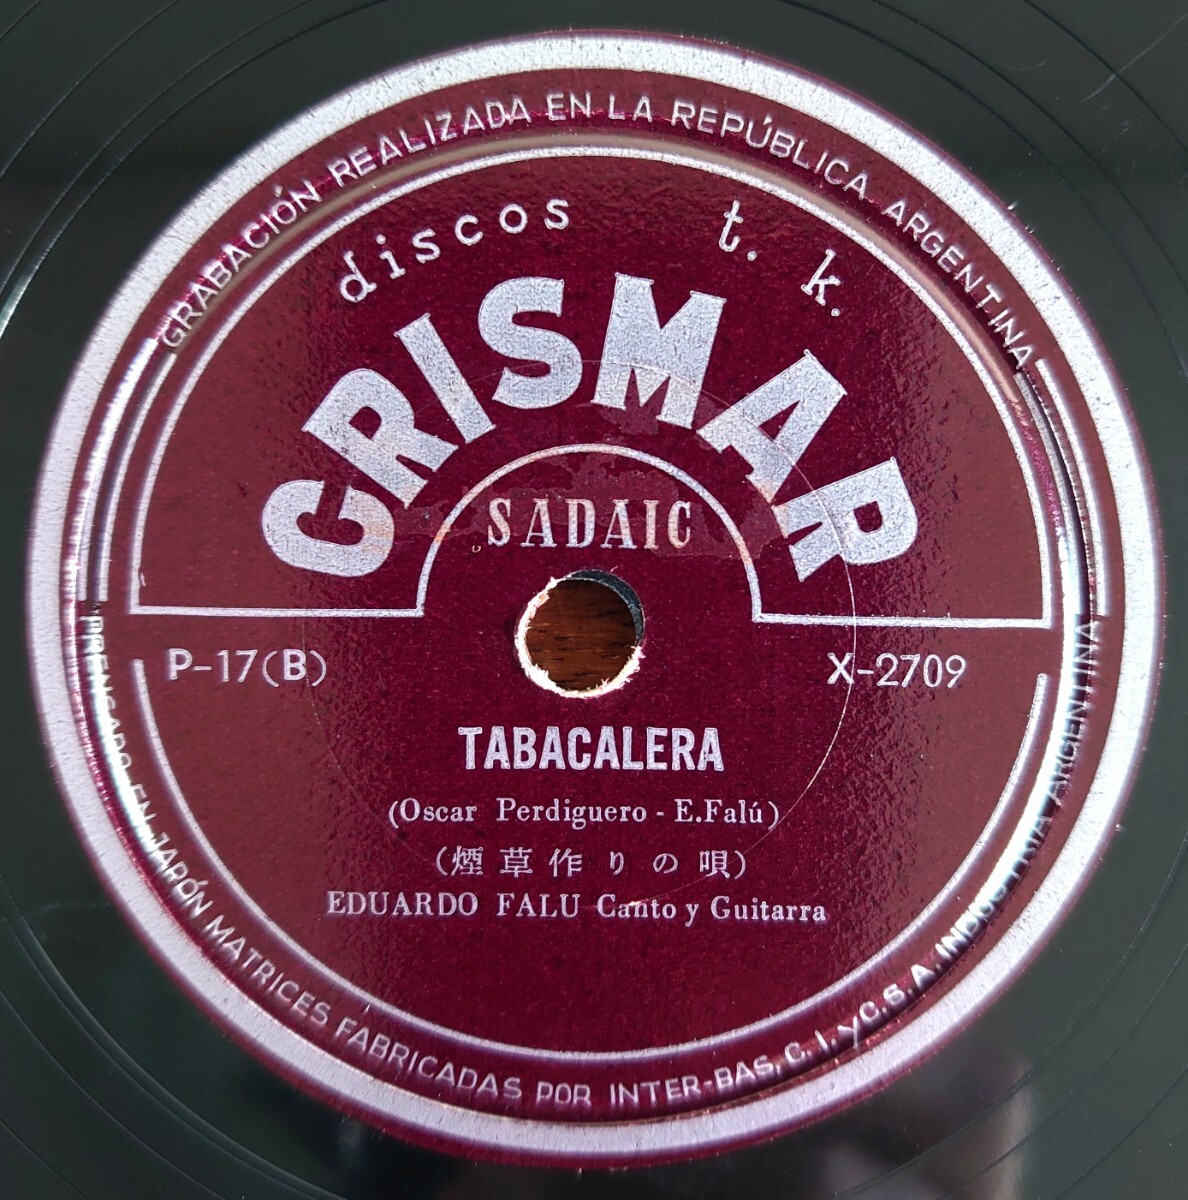 GRABACIÓN REALIZADA EN LA REPÚBLICA ARGENTINA
discos t. k.
CRISMAR
SADAIC
P-17(B)
X-2709
TABACALERA
(Oscar Perdiguero - E.Falú)
(煙草作りの唄)
EDUARDO FALU Canto y Guitarra
PRENSADO EN JAPÓN MATRICES FABRICADAS POR INTER-BAS, C. I. y C. S. A. INDUSTRIA ARGENTINA